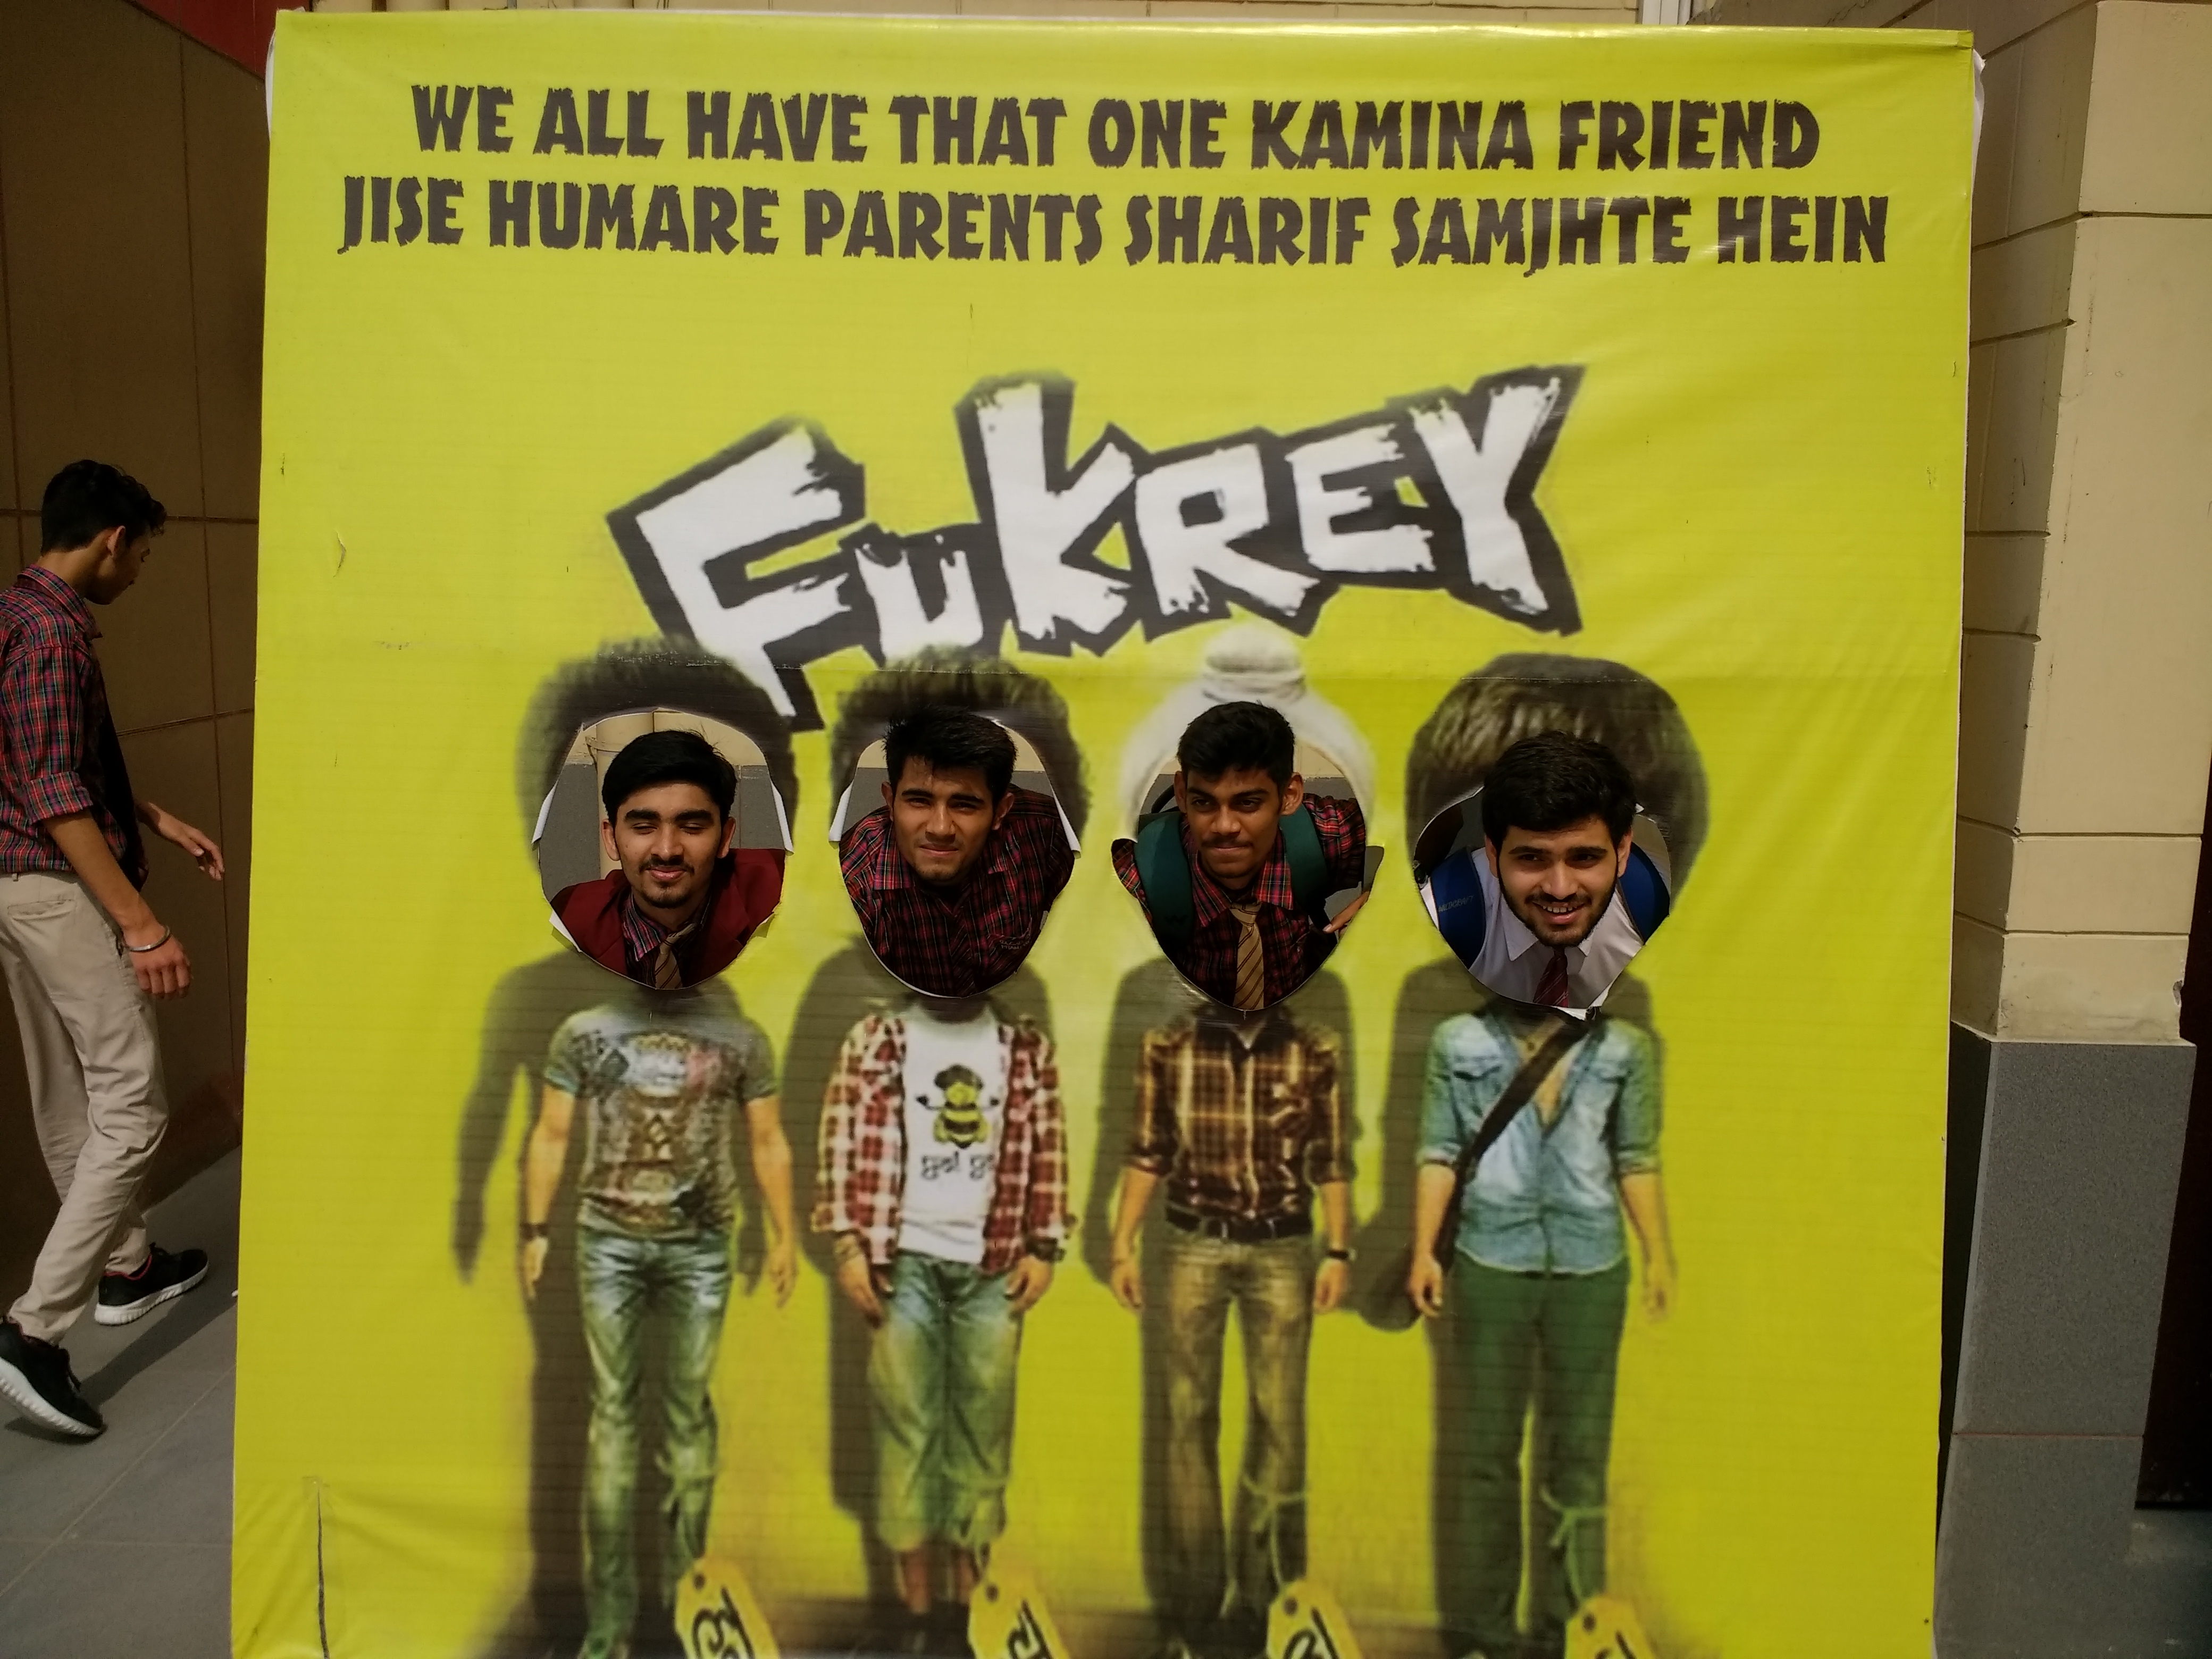 WE ALL HAVE THAT ONE KAMINA FRIEND
JISE HUMARE PARENTS SHARIF SAMJHTE HEIN
FUKREY